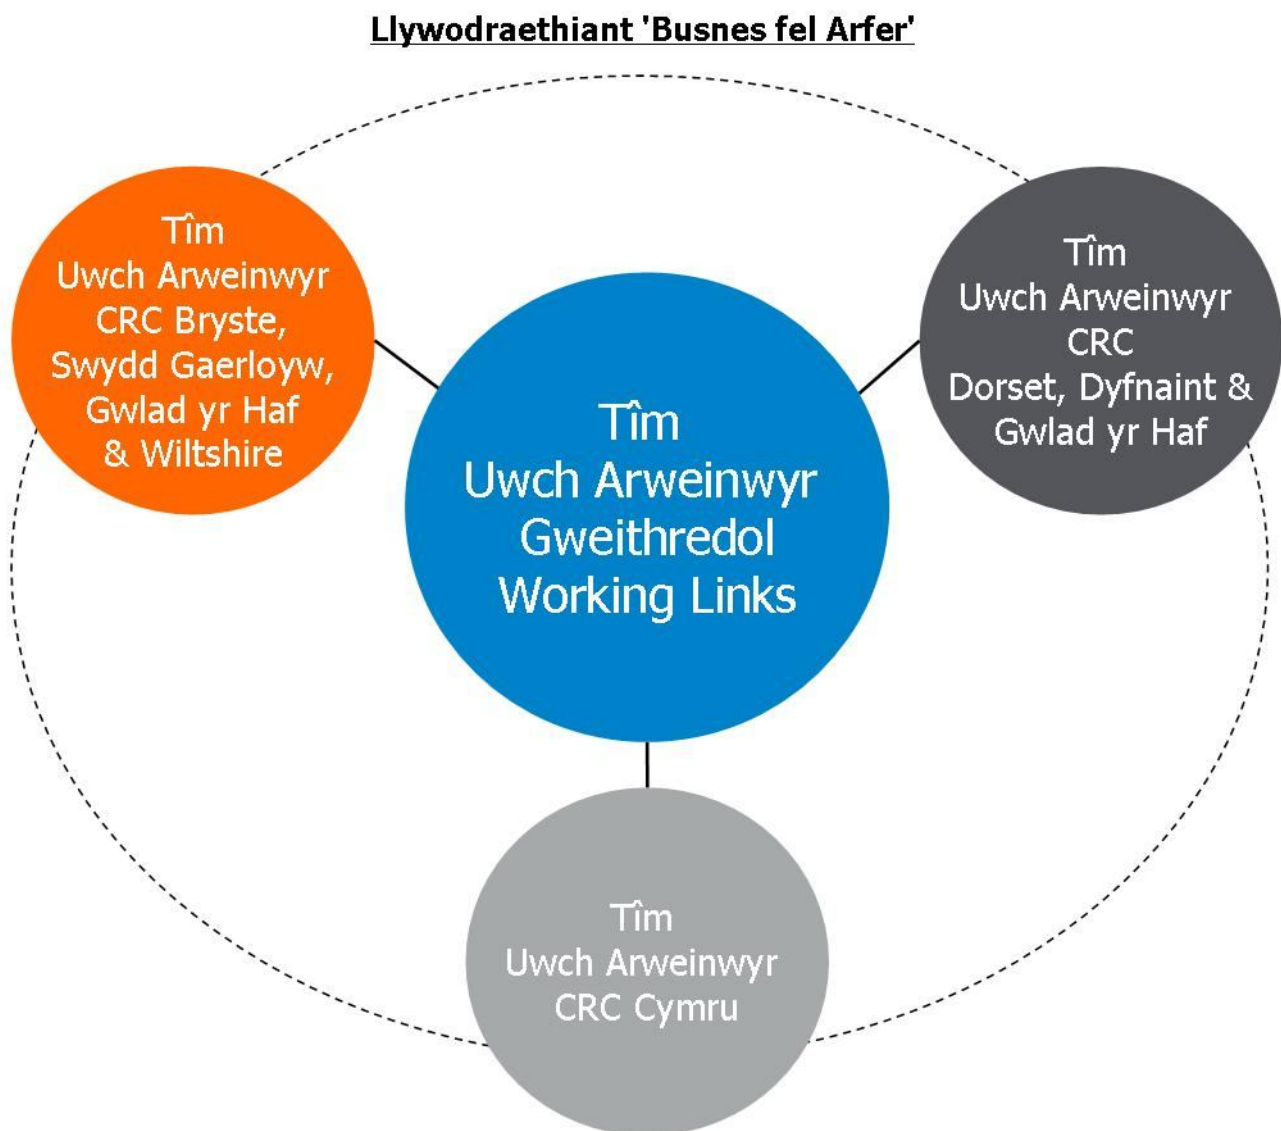 Llywodraethiant 'Busnes fel Arfer'
Tîm
Uwch Arweinwyr
CRC Bryste,
Swydd Gaerloyw,
Gwlad yr Haf
& Wiltshire
Tîm
Uwch Arweinwyr
CRC
Dorset, Dyfnaint &
Gwlad yr Haf
Tîm
Uwch Arweinwyr
Gweithredol
Working Links
Tîm
Uwch Arweinwyr
CRC Cymru